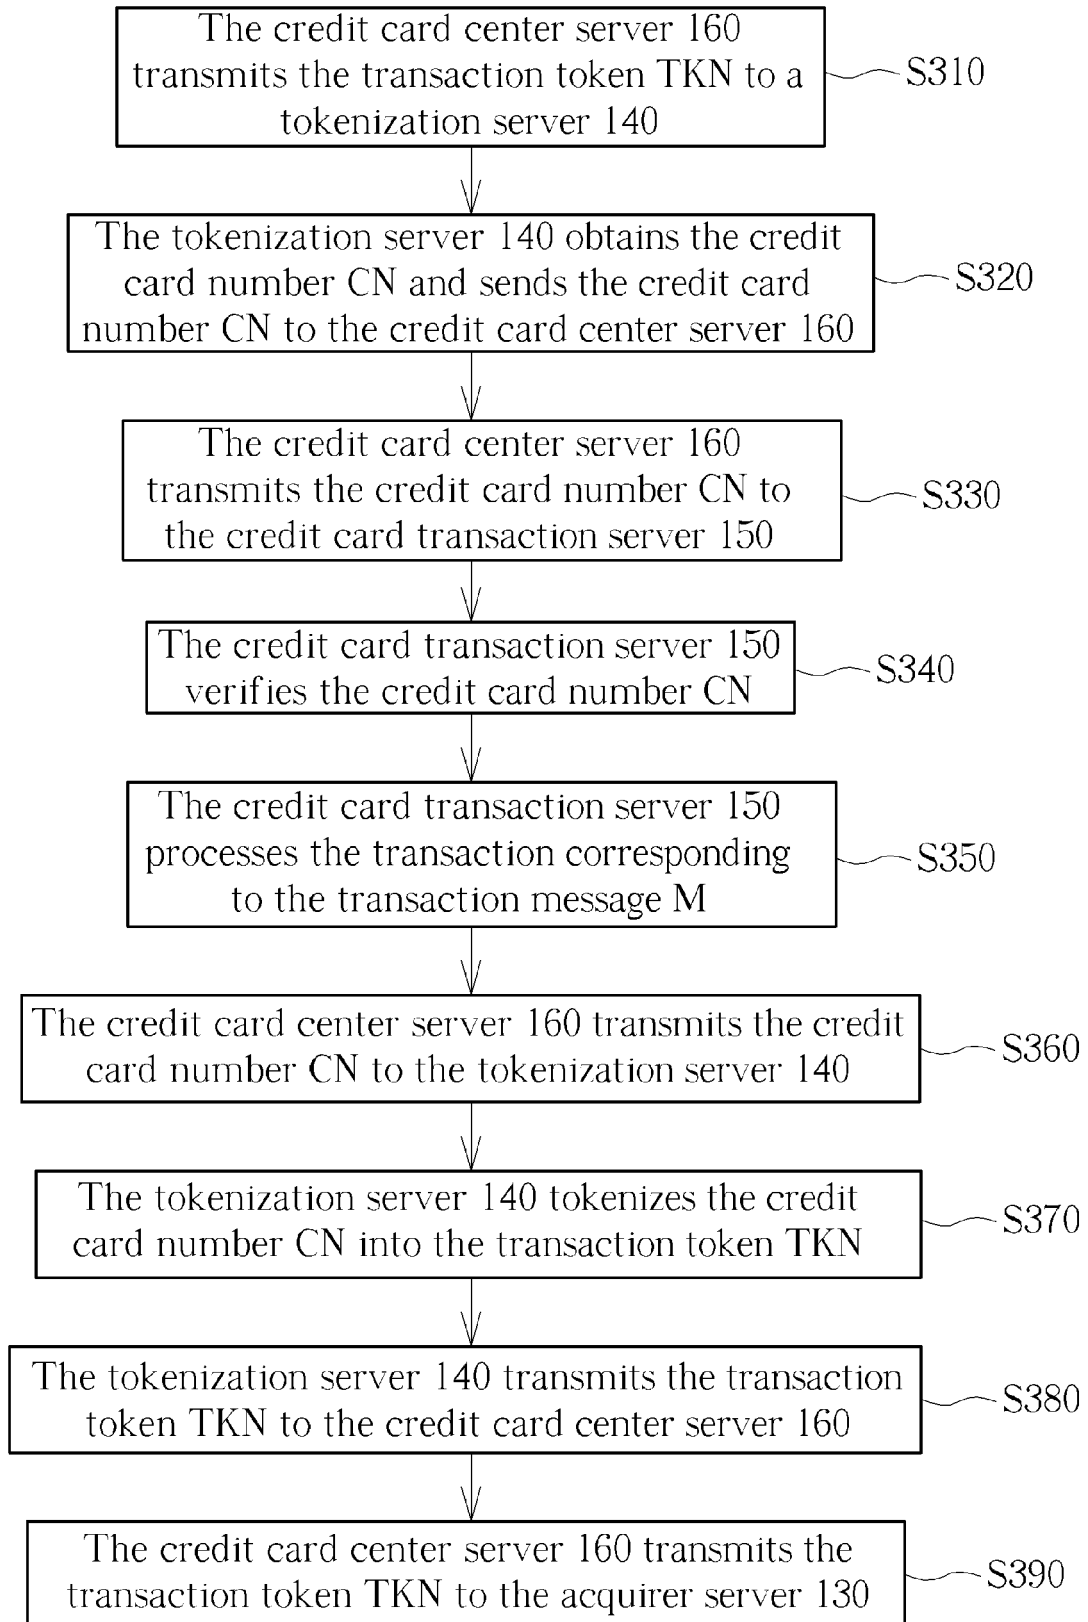 The credit card center server 160
transmits the transaction token TKN to a
tokenization server 140
S310
The tokenization server 140 obtains the credit
card number CN and sends the credit card
number CN to the credit card center server 160
S320
The credit card center server 160
transmits the credit card number CN to
the credit card transaction server 150
S330
The credit card transaction server 150
verifies the credit card number CN
S340
The credit card transaction server 150
processes the transaction corresponding
to the transaction message M
S350
The credit card center server 160 transmits the credit
card number CN to the tokenization server 140
S360
The tokenization server 140 tokenizes the credit
card number CN into the transaction token TKN
S370
The tokenization server 140 transmits the transaction
token TKN to the credit card center server 160
S380
The credit card center server 160 transmits the
transaction token TKN to the acquirer server 130
S390